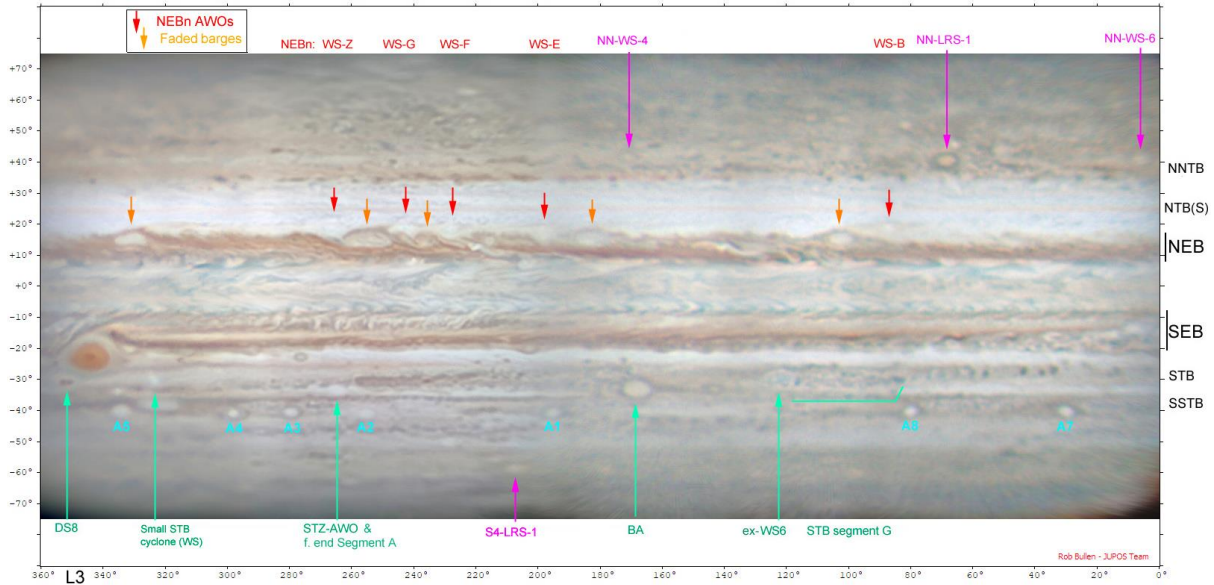 NEBn AWOs
Faded barges
NEBn: WS-Z WS-G WS-F WS-E NN-WS-4 WS-B NN-LRS-1 NN-WS-6
+70°
+60°
+50°
+40°
NNTB
+30°
NTB(S)
+20°
NEB
+10°
+0°
-10°
SEB
-20°
STB
-30°
SSTB
-40°
A5 A4 A3 A2 A1 A8 A7
-50°
-60°
-70°
DS8
Small STB
cyclone (WS)
STZ-AWO &
f. end Segment A
S4-LRS-1
BA
ex-WS6
STB segment G
Rob Bullen - JUPOS Team
360° L3 340° 320° 300° 280° 260° 240° 220° 200° 180° 160° 140° 120° 100° 80° 60° 40° 20° 0°